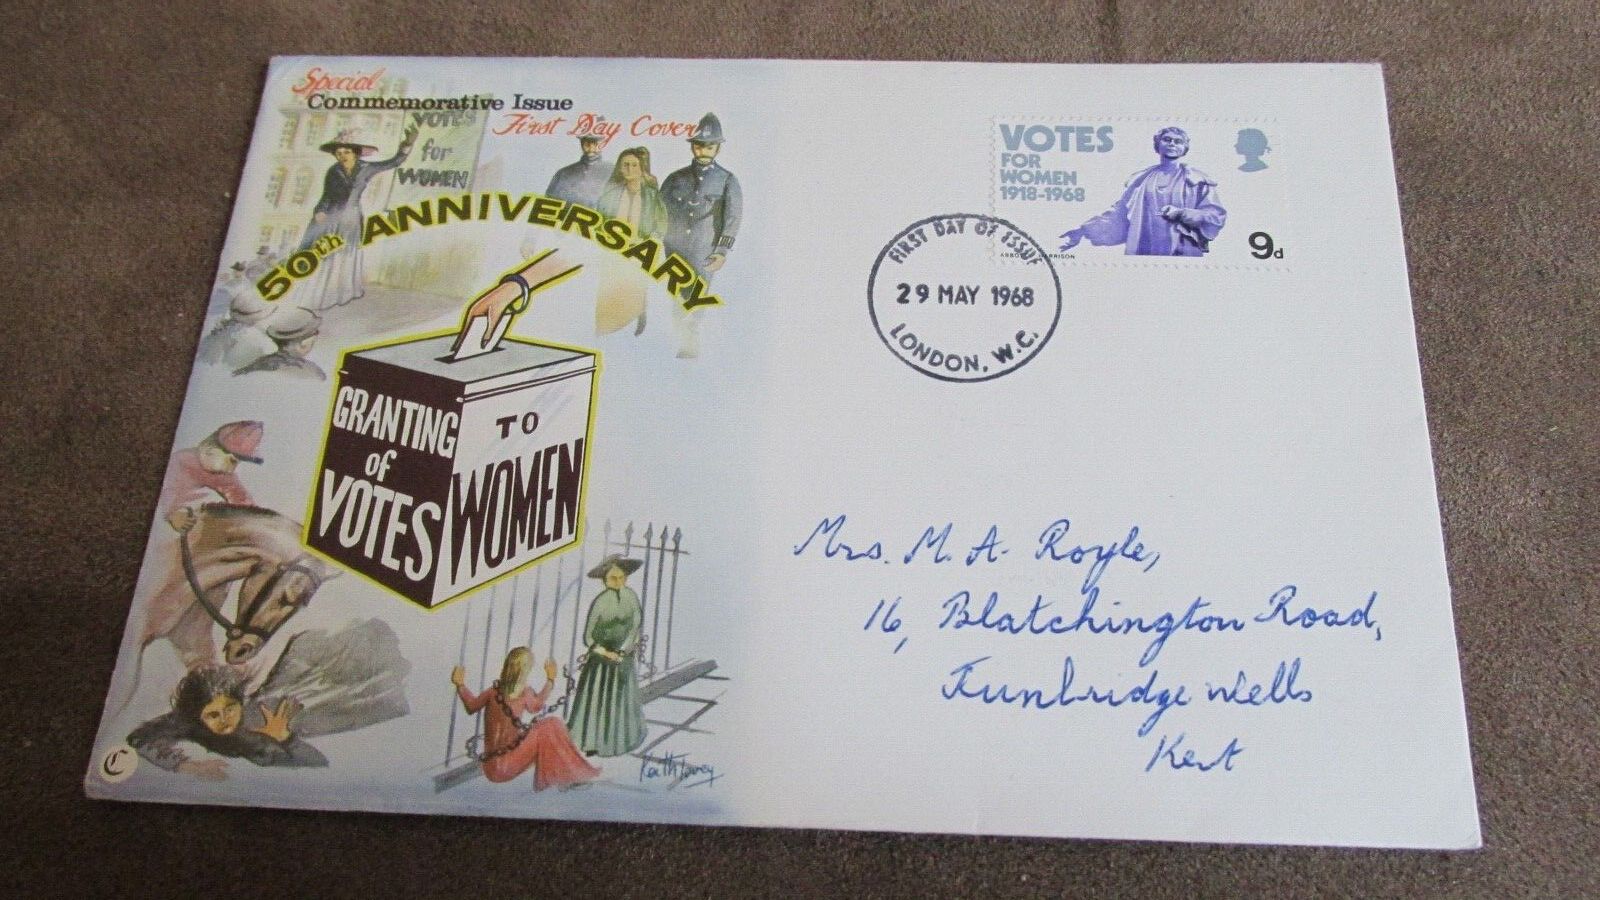 Special
Commemorative Issue
First Day Cover
VOTES
for
WOMEN
50th ANNIVERSARY
GRANTING
of
VOTES
TO
WOMEN
C
VOTES
FOR
WOMEN
1918-1968
9d
HARRISON
FIRST DAY OF ISSUE
29 MAY 1968
LONDON, W.C.
Mrs. M. A. Royle,
16, Blatchington Road,
Tunbridge Wells
Kent